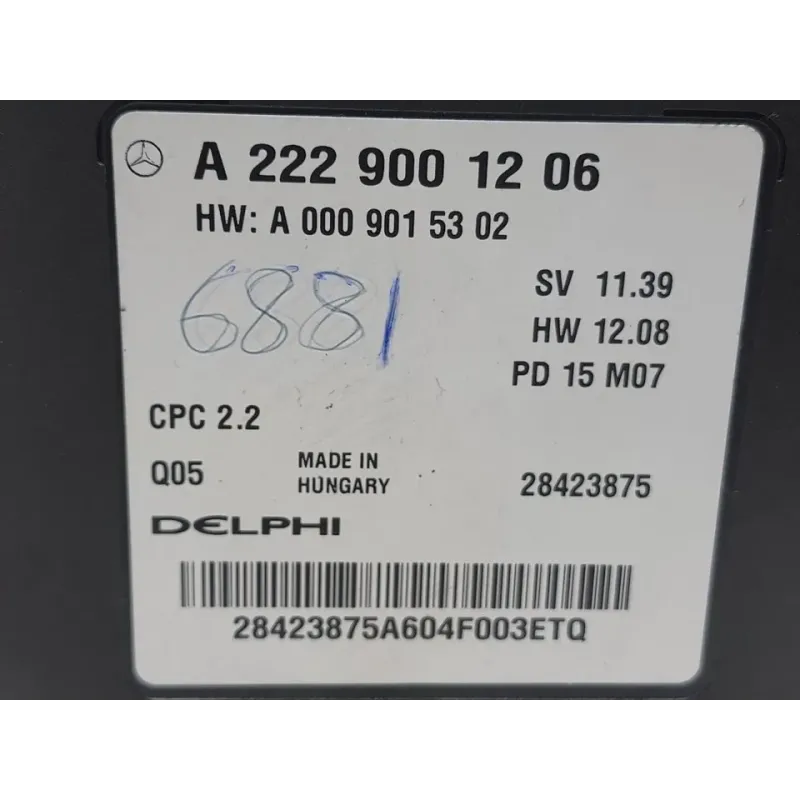 A 222 900 12 06
HW: A 000 901 53 02
6881
SV 11.39
HW 12.08
PD 15 M07
CPC 2.2
Q05
MADE IN
HUNGARY
28423875
DELPHI
28423875A604F003ETQ